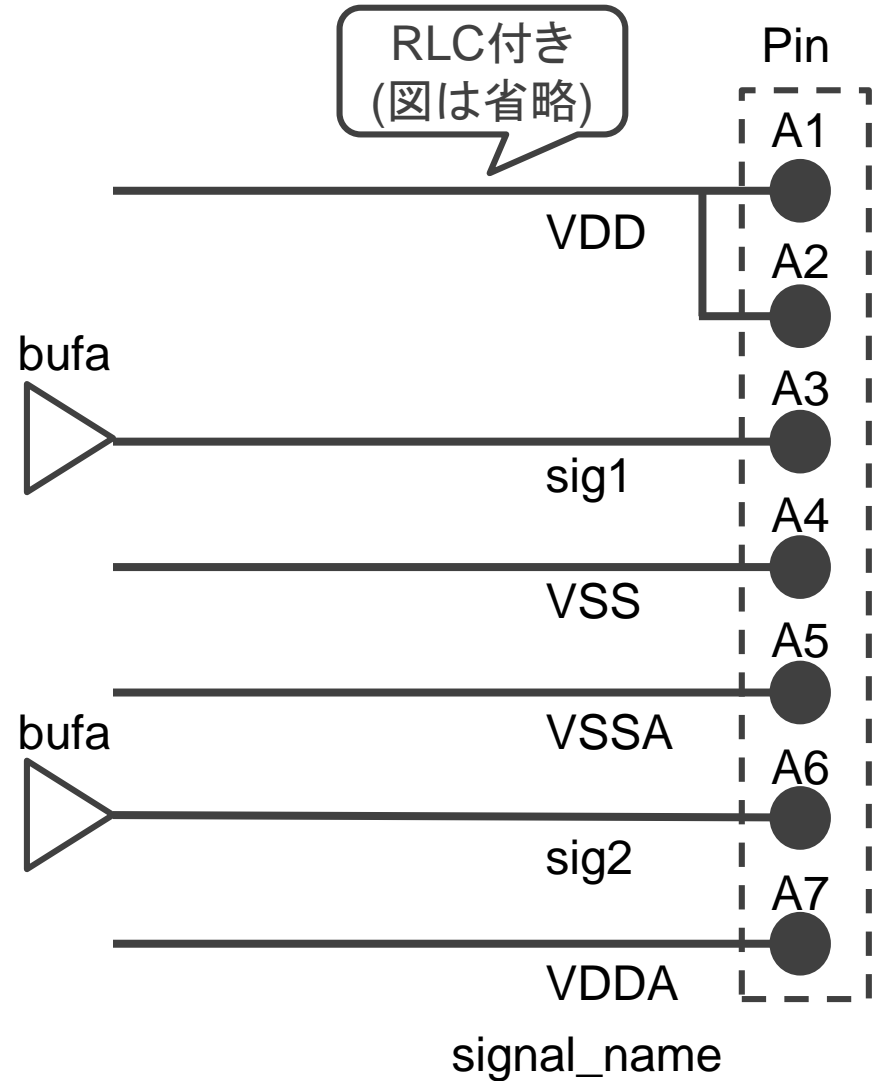 RLC付き
(図は省略)
Pin
A1
VDD
A2
bufa
A3
sig1
A4
VSS
A5
bufa
VSSA
A6
sig2
A7
VDDA
signal_name